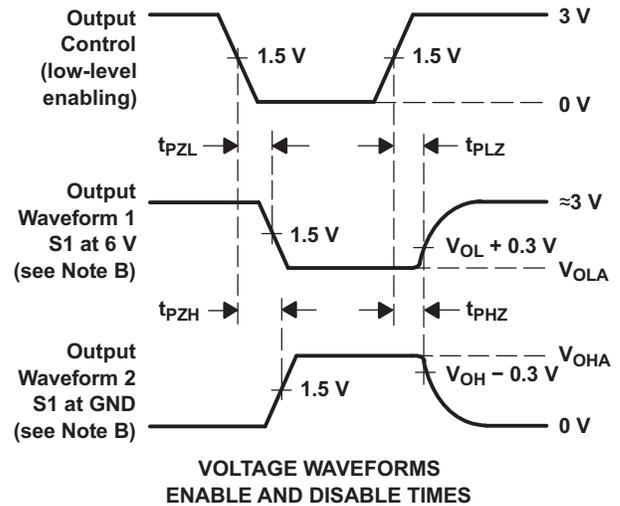 Output
Control
(low-level
enabling)
1.5 V
1.5 V
3 V
0 V
tPZL
tPLZ
Output
Waveform 1
S1 at 6 V
(see Note B)
1.5 V
≈3 V
VOL + 0.3 V
VOLA
tPZH
tPHZ
Output
Waveform 2
S1 at GND
(see Note B)
1.5 V
VOHA
VOH − 0.3 V
0 V
VOLTAGE WAVEFORMS
ENABLE AND DISABLE TIMES